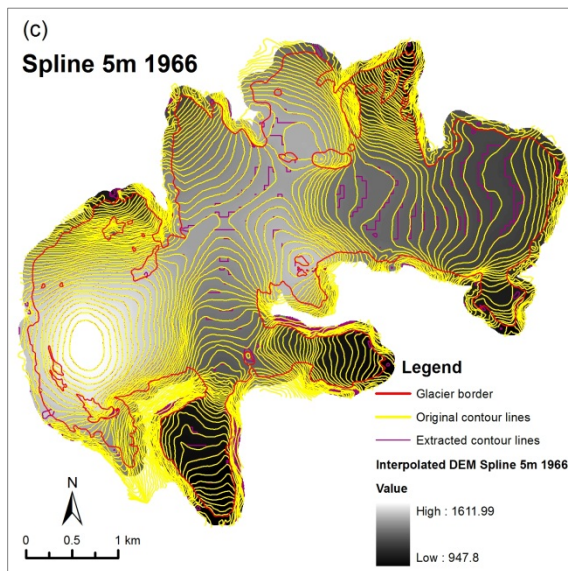 (c)
Spline 5m 1966
Legend
Glacier border
Original contour lines
Extracted contour lines
Interpolated DEM Spline 5m 1966
Value
High : 1611.99
Low : 947.8
N
0 0.5 1 km